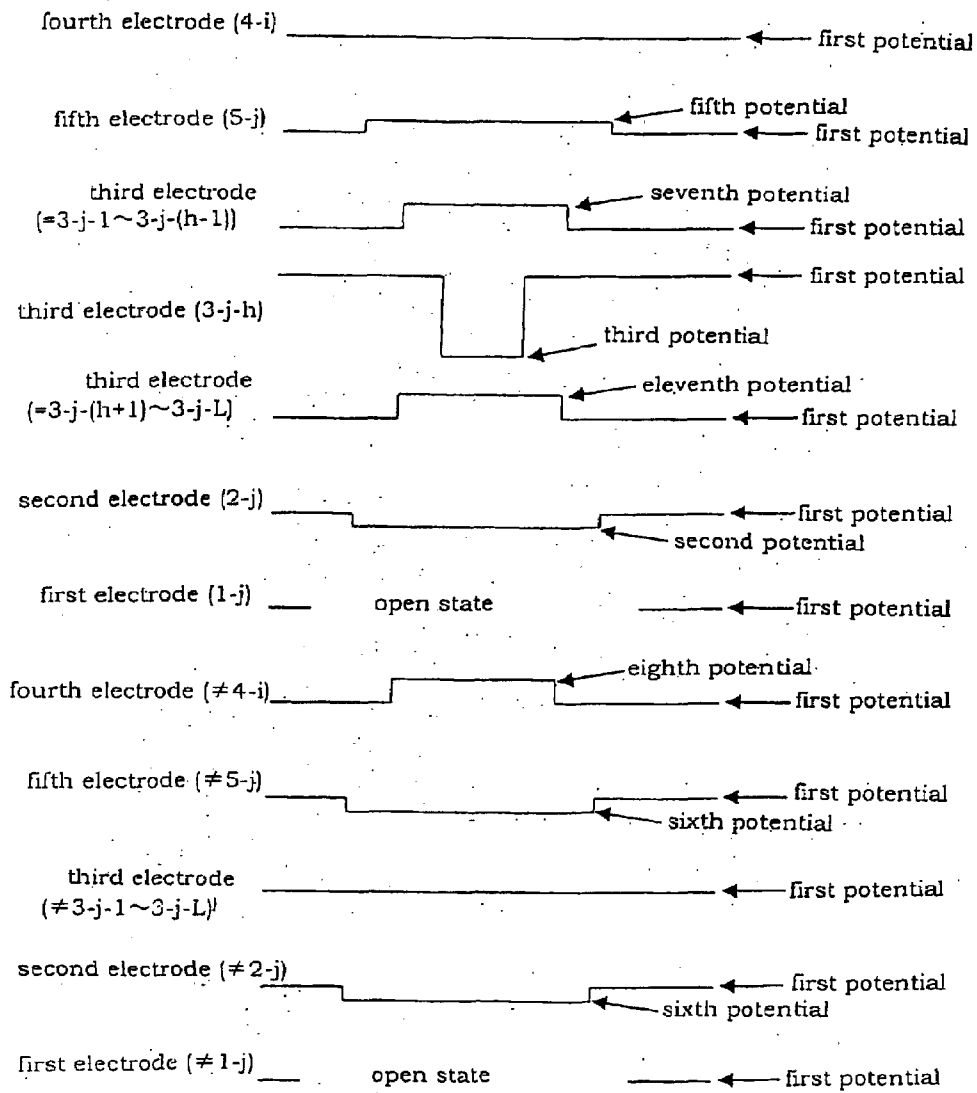 fourth electrode (4-i)
first potential
fifth electrode (5-j)
fifth potential
first potential
third electrode
(=3-j-1~3-j-(h-1))
seventh potential
first potential
first potential
third electrode (3-j-h)
third potential
third electrode
(=3-j-(h+1)~3-j-L)
eleventh potential
first potential
second electrode (2-j)
first potential
second potential
first electrode (1-j)
open state
first potential
fourth electrode (≠4-i)
eighth potential
first potential
fifth electrode (≠5-j)
first potential
sixth potential
third electrode
(≠3-j-1~3-j-L)
first potential
second electrode (≠2-j)
first potential
sixth potential
first electrode (≠1-j)
open state
first potential